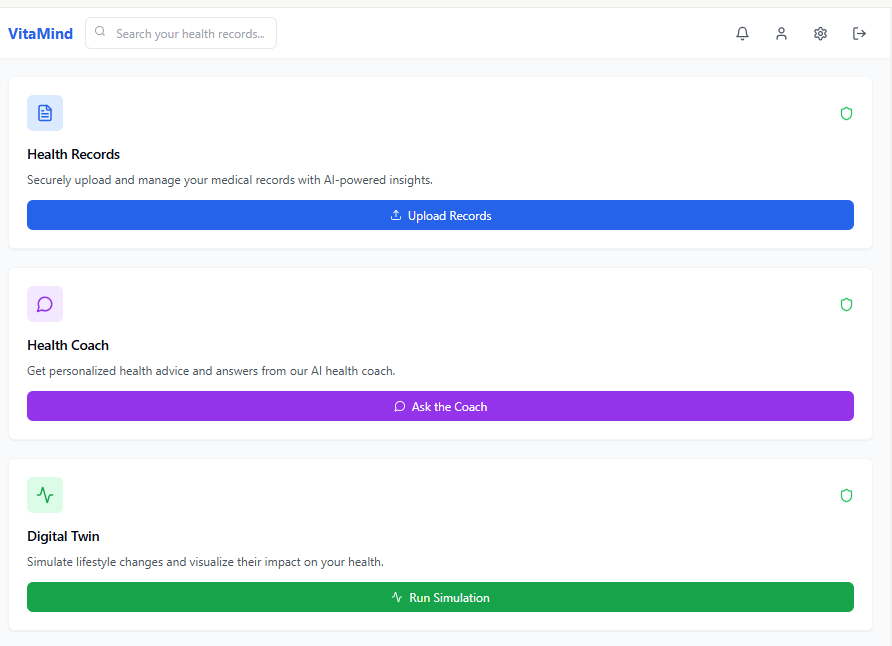 VitaMind
Search your health records...
Health Records
Securely upload and manage your medical records with AI-powered insights.
Upload Records
Health Coach
Get personalized health advice and answers from our AI health coach.
Ask the Coach
Digital Twin
Simulate lifestyle changes and visualize their impact on your health.
Run Simulation